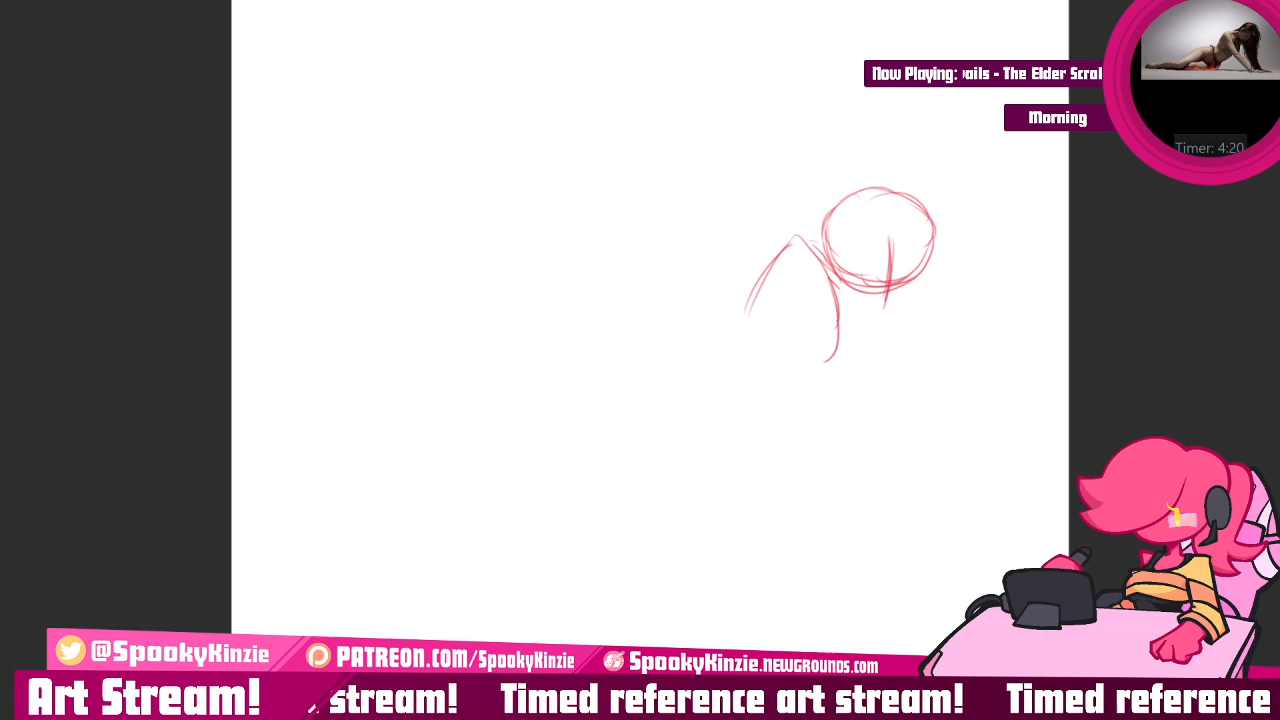 Now Playing: ails - The Elder Scrol
Morning
Timer: 4:20
@SpookyKinzie
PATREON.COM/SpookyKinzie
SpookyKinzie.NEWGROUNDS.com
Art Stream!
stream! Timed reference art stream! Timed reference